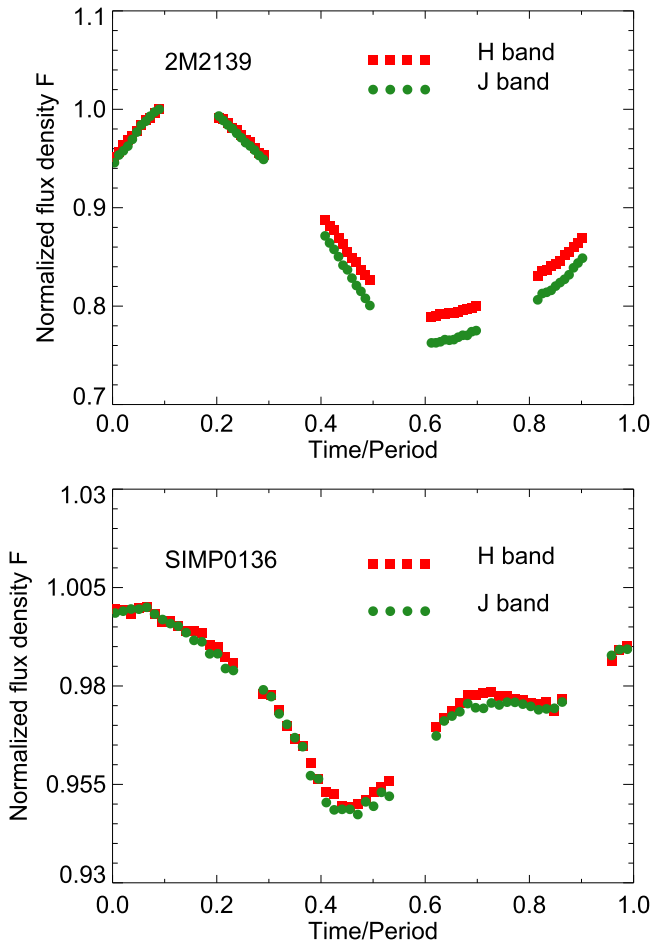 1.1
2M2139
H band
J band
1.0
0.9
0.8
0.7
Normalized flux density F
0.0
0.2
0.4
0.6
0.8
1.0
Time/Period
1.03
SIMP0136
H band
J band
1.005
0.98
0.955
0.93
Normalized flux density F
0.0
0.2
0.4
0.6
0.8
1.0
Time/Period